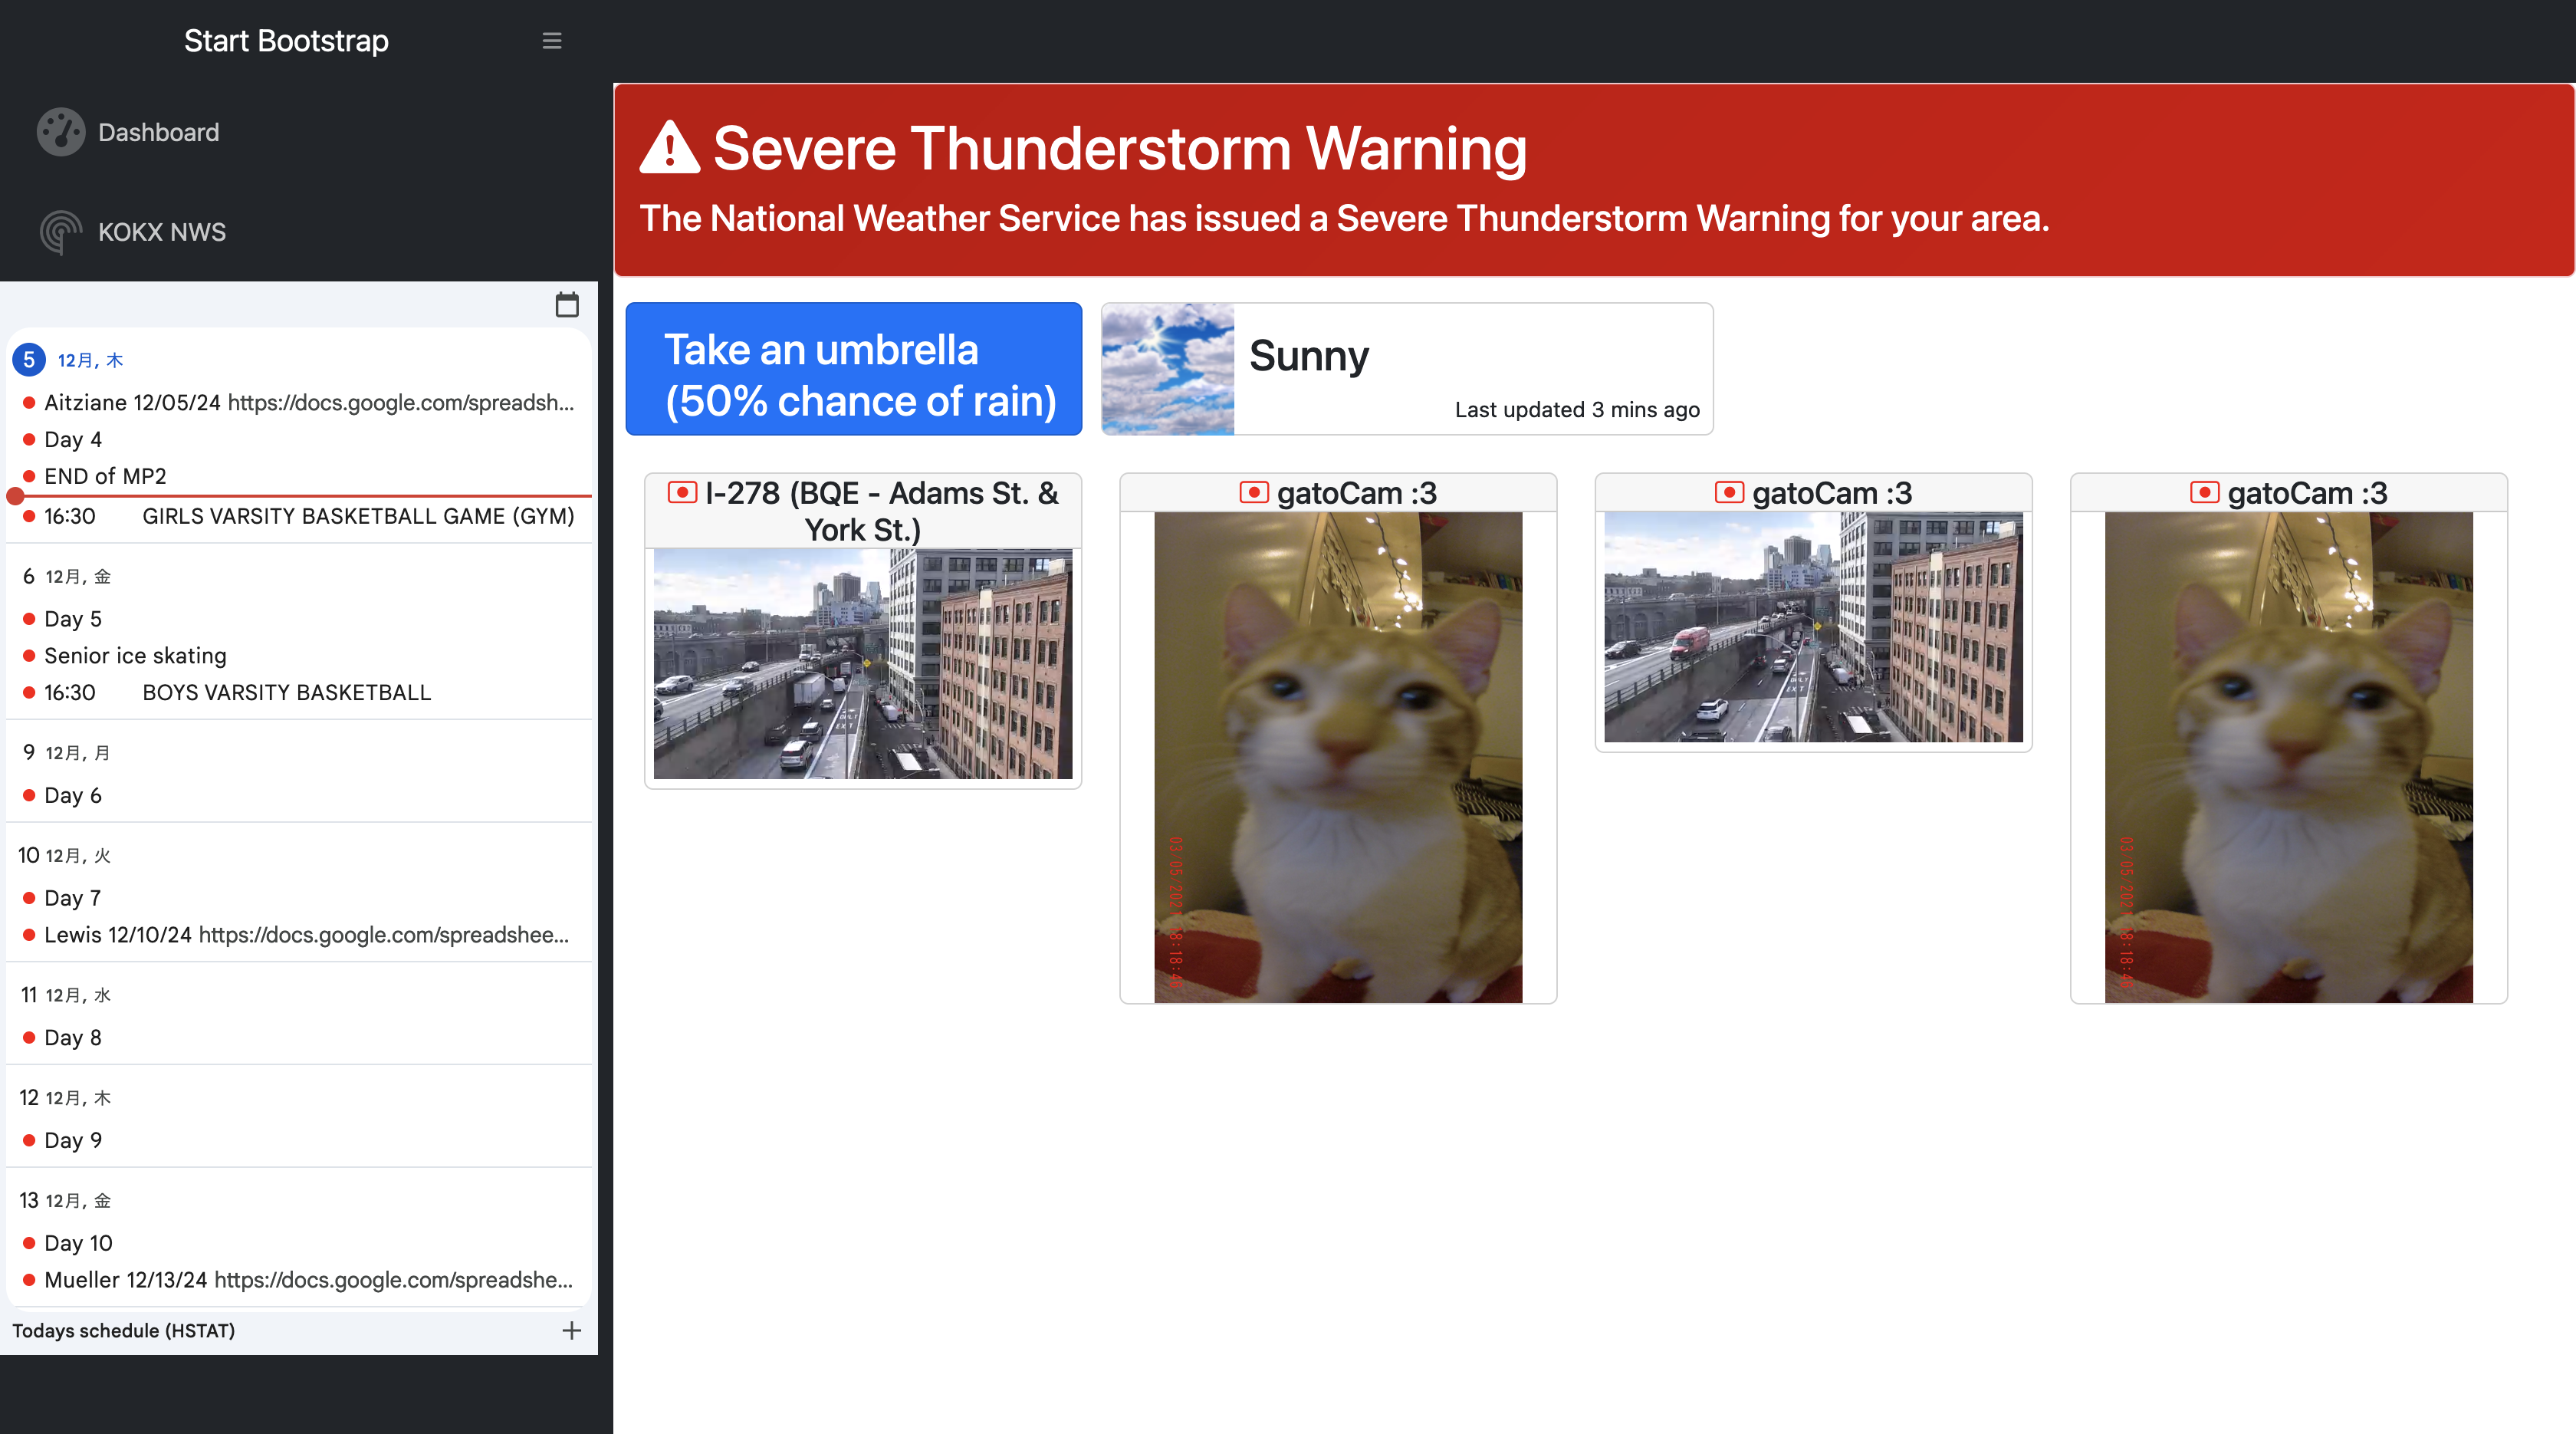 Start Bootstrap
Dashboard
KOKX NWS
5 12月, 木
Aitziane 12/05/24 https://docs.google.com/spreadsh...
Day 4
END of MP2
16:30 GIRLS VARSITY BASKETBALL GAME (GYM)
6 12月, 金
Day 5
Senior ice skating
16:30 BOYS VARSITY BASKETBALL
9 12月, 月
Day 6
10 12月, 火
Day 7
Lewis 12/10/24 https://docs.google.com/spreadshee...
11 12月, 水
Day 8
12 12月, 木
Day 9
13 12月, 金
Day 10
Mueller 12/13/24 https://docs.google.com/spreadshe...
Todays schedule (HSTAT)
Severe Thunderstorm Warning
The National Weather Service has issued a Severe Thunderstorm Warning for your area.
Take an umbrella
(50% chance of rain)
Sunny
Last updated 3 mins ago
I-278 (BQE - Adams St. &
York St.)
gatoCam :3
gatoCam :3
gatoCam :3